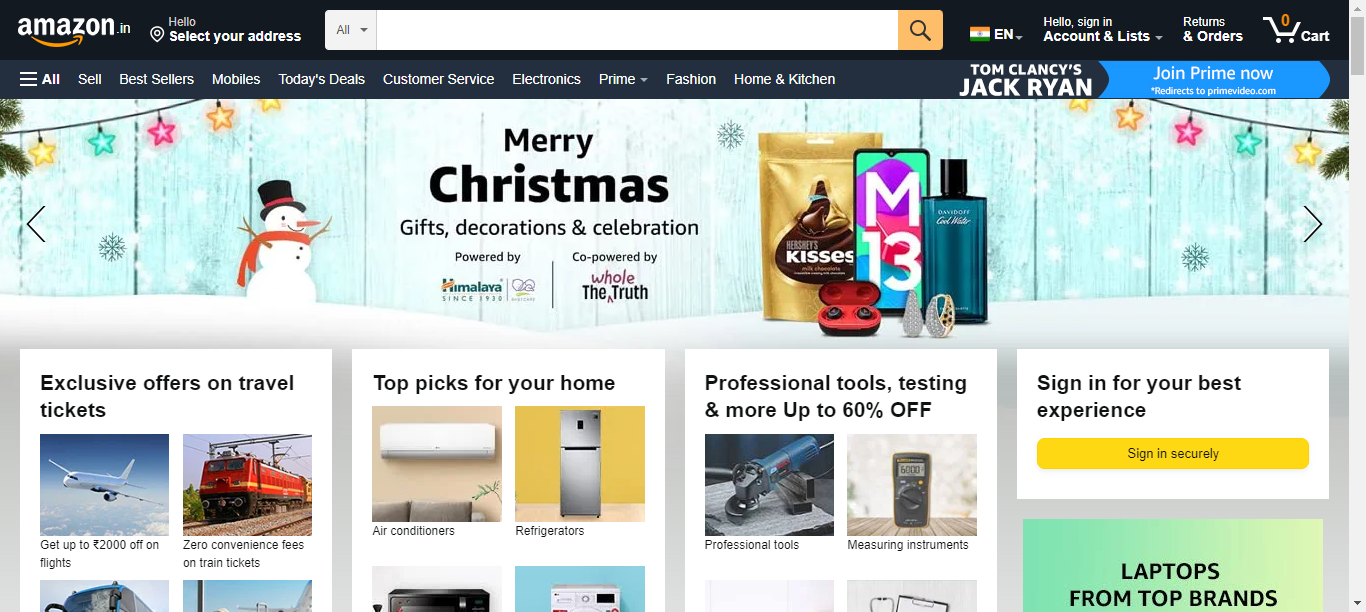 amazon.in
Hello
Select your address
All
EN
Hello, sign in
Account & Lists
Returns
& Orders
0
Cart
All
Sell
Best Sellers
Mobiles
Today's Deals
Customer Service
Electronics
Prime
Fashion
Home & Kitchen
TOM CLANCY'S
JACK RYAN
Join Prime now
*Redirects to primevideo.com
Merry
Christmas
Gifts, decorations & celebration
Powered by
Co-powered by
Himalaya
SINCE 1930
whole
The Truth
HERSHEY'S
KISSES
milk chocolate
M
13
DAVIDOFF
Cool Water
Exclusive offers on travel
tickets
Get up to ₹2000 off on
flights
Zero convenience fees
on train tickets
Top picks for your home
Air conditioners
Refrigerators
Professional tools, testing
& more Up to 60% OFF
Professional tools
Measuring instruments
Sign in for your best
experience
Sign in securely
LAPTOPS
FROM TOP BRANDS